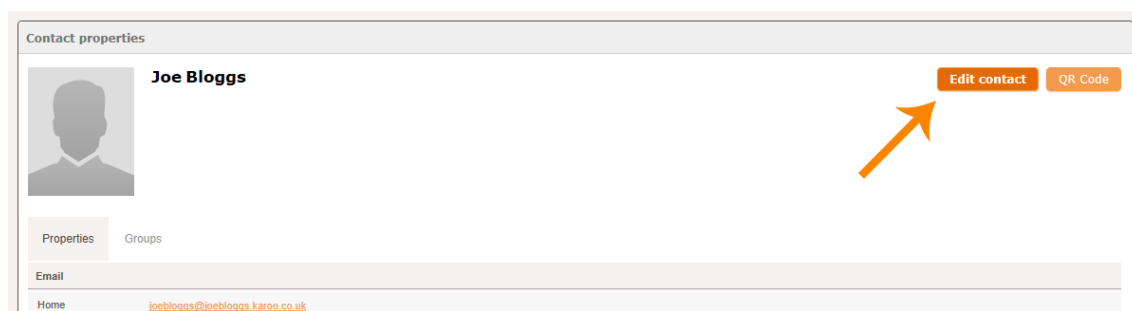 Contact properties
Joe Bloggs
Edit contact
QR Code
Properties
Groups
Email
Home
joebloggs@joebloggs.karoo.co.uk